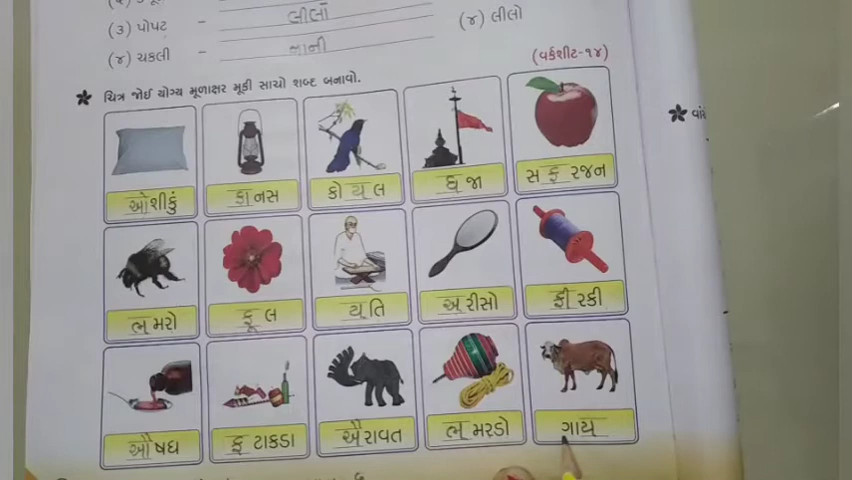 (૩) પોપટ - લીલોં
(૪) લીલો
(૪) ચકલી -
(વર્કશીટ-૧૪)
ચિત્ર જોઈ યોગ્ય મૂળાક્ષર મૂકી સાચો શબ્દ બનાવો.
ઓશીકું ફાનસ કોયલ ધજા સફરજન
ભમરો ફૂલ યતિ અરીસો ફીરકી
ઔષધ ફટાકડા ઐરાવત ભમરડો ગાય